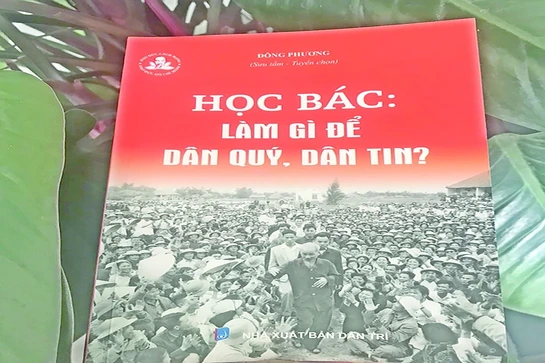 ĐÔNG PHƯƠNG
(Sưu tầm - Tuyển chọn)
HỌC BÁC:
LÀM GÌ ĐỂ
DÂN QUÝ, DÂN TIN?
NHÀ XUẤT BẢN DÂN TRÍ